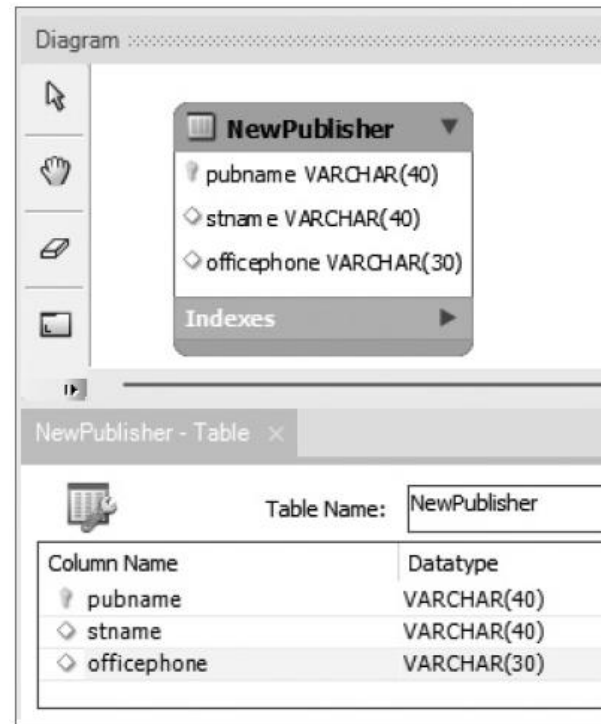 Diagram
NewPublisher
pubname VARCHAR(40)
stname VARCHAR(40)
officephone VARCHAR(30)
Indexes
NewPublisher - Table ×
Table Name: NewPublisher
Column Name Datatype
pubname VARCHAR(40)
stname VARCHAR(40)
officephone VARCHAR(30)